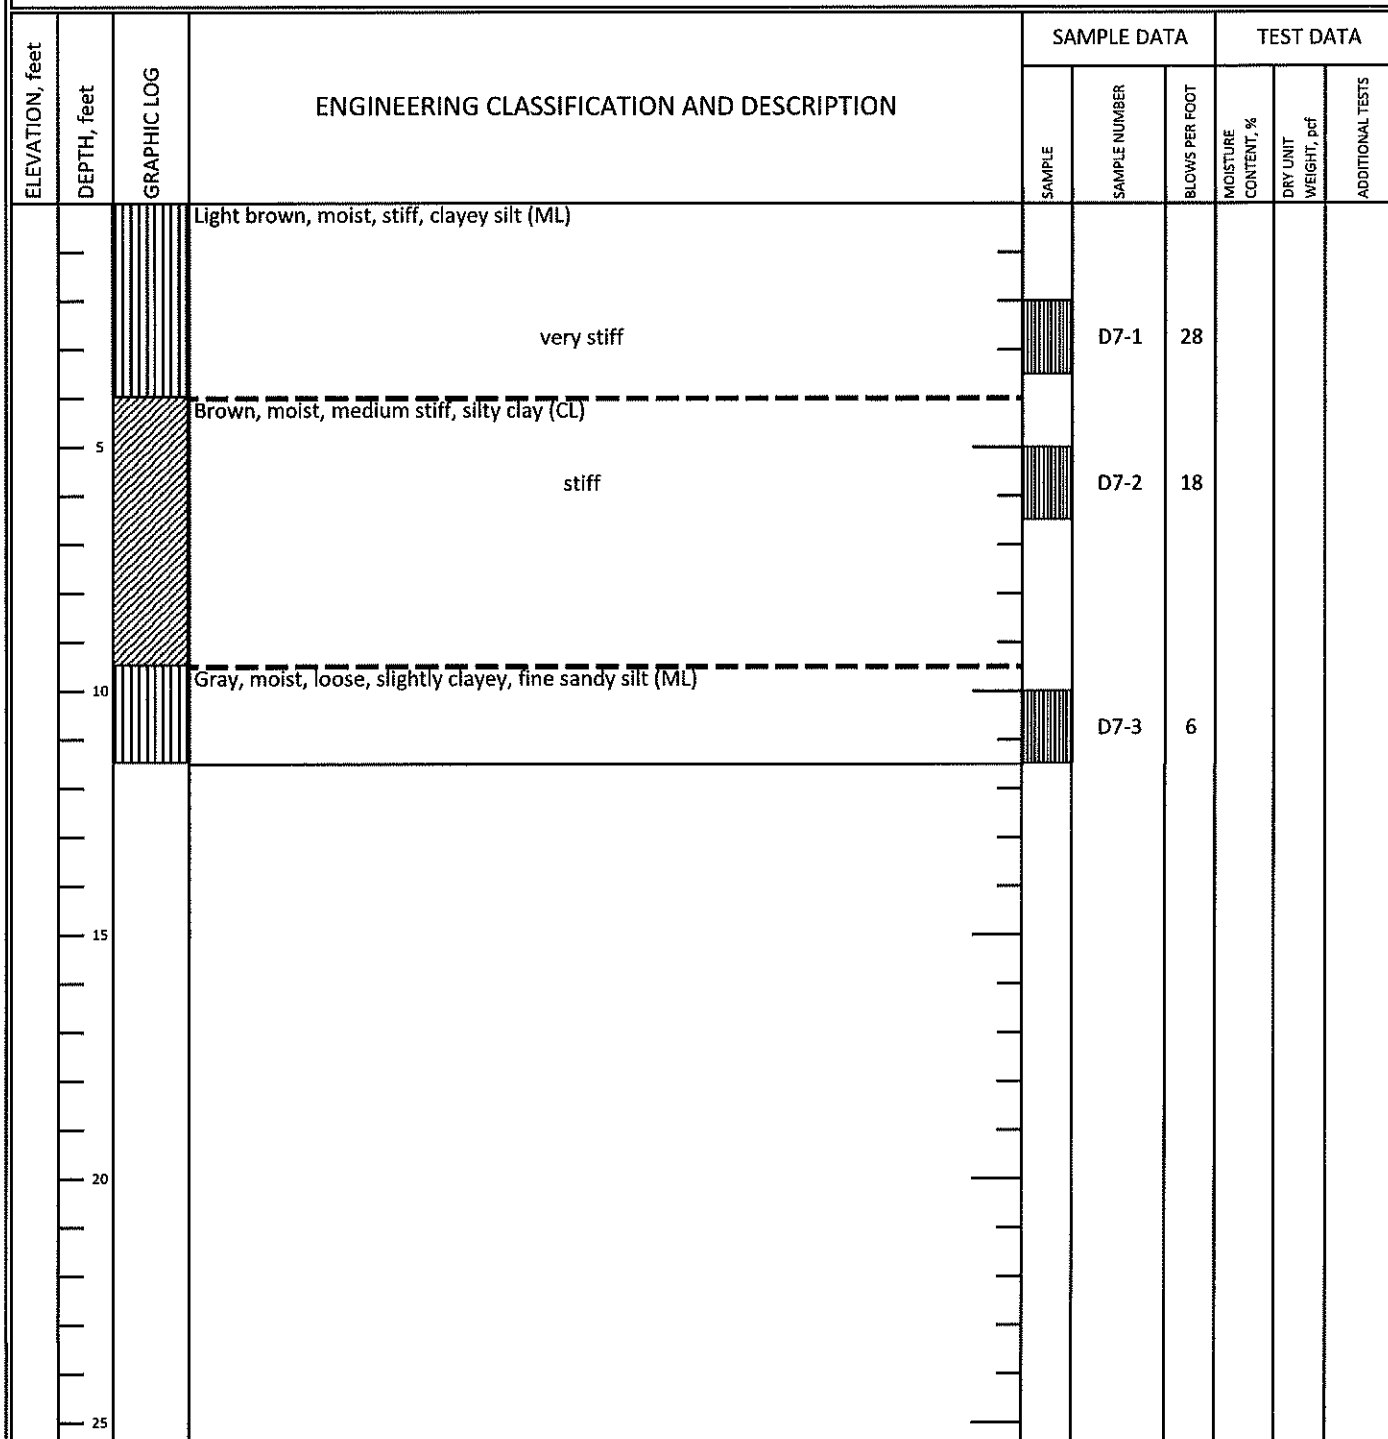 ELEVATION, feet
DEPTH, feet
GRAPHIC LOG
ENGINEERING CLASSIFICATION AND DESCRIPTION
SAMPLE DATA
TEST DATA
SAMPLE
SAMPLE NUMBER
BLOWS PER FOOT
MOISTURE
CONTENT, %
DRY UNIT
WEIGHT, pcf
ADDITIONAL TESTS
Light brown, moist, stiff, clayey silt (ML)
very stiff
D7-1
28
Brown, moist, medium stiff, silty clay (CL)
5
stiff
D7-2
18
Gray, moist, loose, slightly clayey, fine sandy silt (ML)
10
D7-3
6
15
20
25